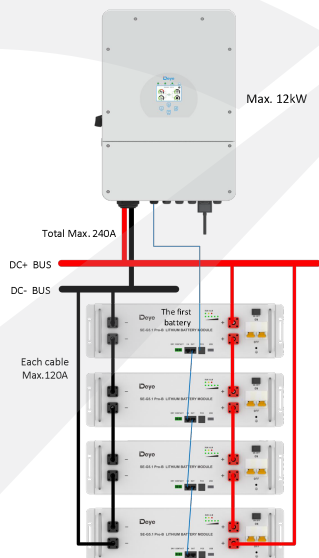 Deye
Max. 12kW
Total Max. 240A
DC+ BUS
DC- BUS
Deye
The first
battery
SE-G5.1 Pro-B LITHIUM BATTERY MODULE
Each cable
Max.120A
Deye
SE-G5.1 Pro-B LITHIUM BATTERY MODULE
Deye
SE-G5.1 Pro-B LITHIUM BATTERY MODULE
Deye
SE-G5.1 Pro-B LITHIUM BATTERY MODULE